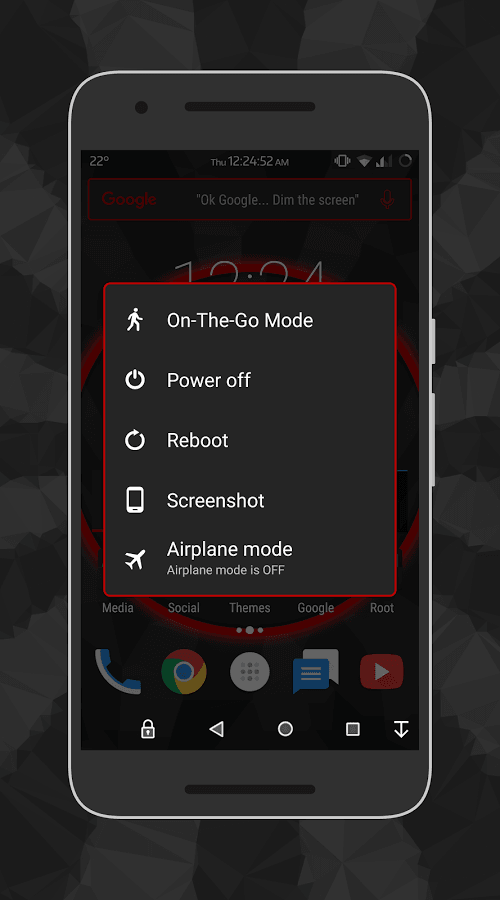 22° Thu 12:24:52 AM
Google "Ok Google... Dim the screen"
12:24
On-The-Go Mode
Power off
Reboot
Screenshot
Airplane mode
Airplane mode is OFF
Media Social Themes Google Root